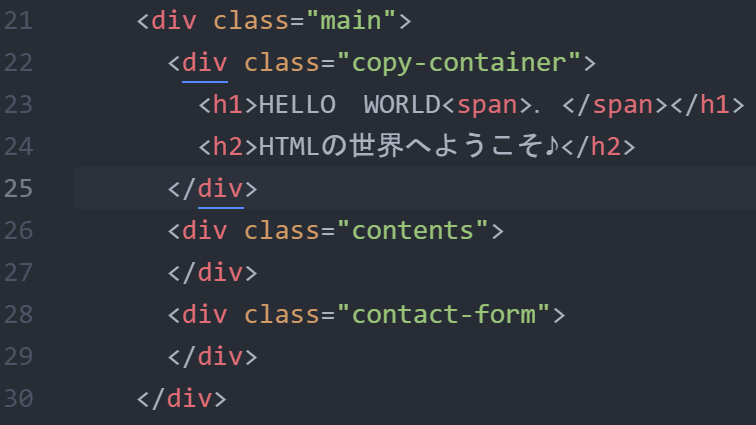 21 <div class="main">
22 <div class="copy-container">
23 <h1>HELLO　WORLD<span>．</span></h1>
24 <h2>HTMLの世界へようこそ♪</h2>
25 </div>
26 <div class="contents">
27 </div>
28 <div class="contact-form">
29 </div>
30 </div>